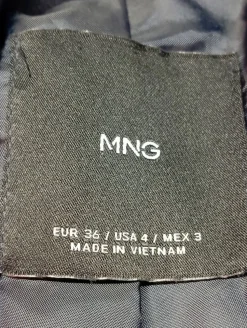 MNG
EUR 36 / USA 4 / MEX 3
MADE IN VIETNAM